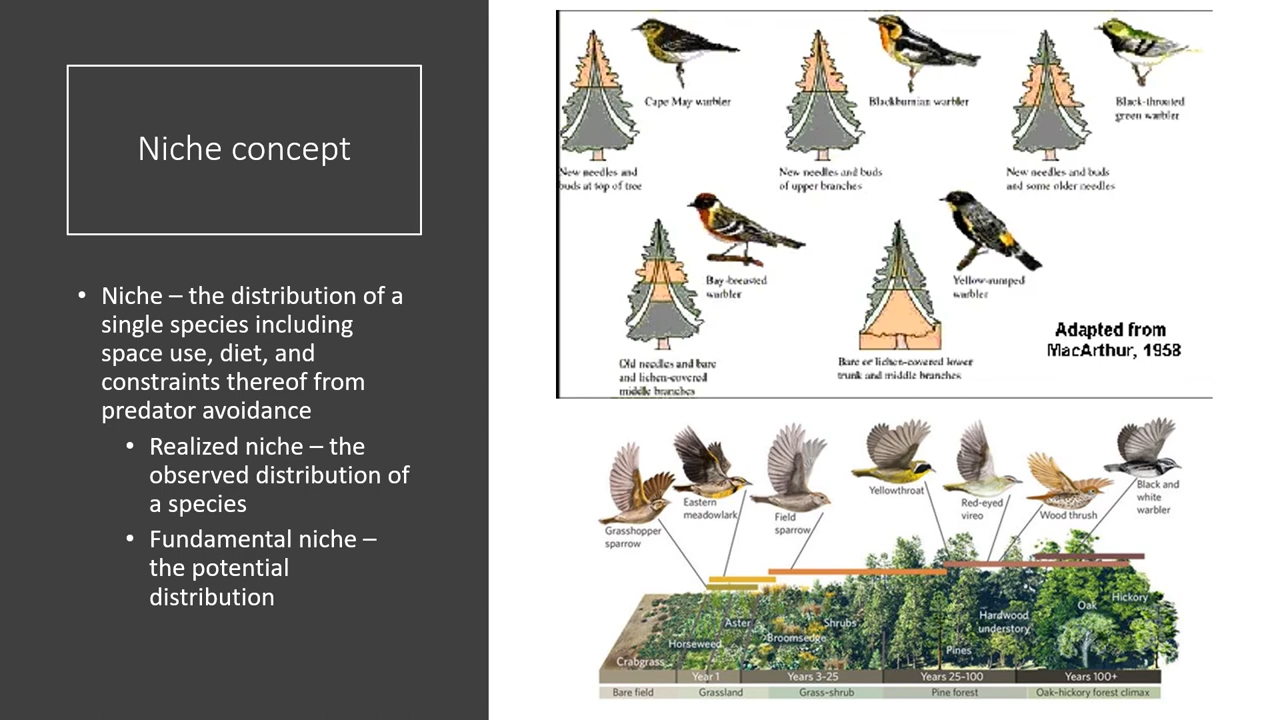 Niche concept
• Niche – the distribution of a
single species including
space use, diet, and
constraints thereof from
predator avoidance
• Realized niche – the
observed distribution of
a species
• Fundamental niche –
the potential
distribution
Cape May warbler
New needles and
buds at top of tree
Blackburnian warbler
New needles and buds
of upper branches
Black-throated
green warbler
New needles and buds
and some older needles
Bay-breasted
warbler
Old needles and bare
and lichen-covered
middle branches
Yellow-rumped
warbler
Bare or lichen-covered lower
trunk and middle branches
Adapted from
MacArthur, 1958
Grasshopper
sparrow
Eastern
meadowlark
Field
sparrow
Yellowthroat
Red-eyed
vireo
Wood thrush
Black and
white
warbler
Crabgrass
Horseweed
Aster
Broomsedge
Shrubs
Pines
Hardwood
understory
Oak
Hickory
Year 1
Years 3-25
Years 25-100
Years 100+
Bare field
Grassland
Grass-shrub
Pine forest
Oak-hickory forest climax